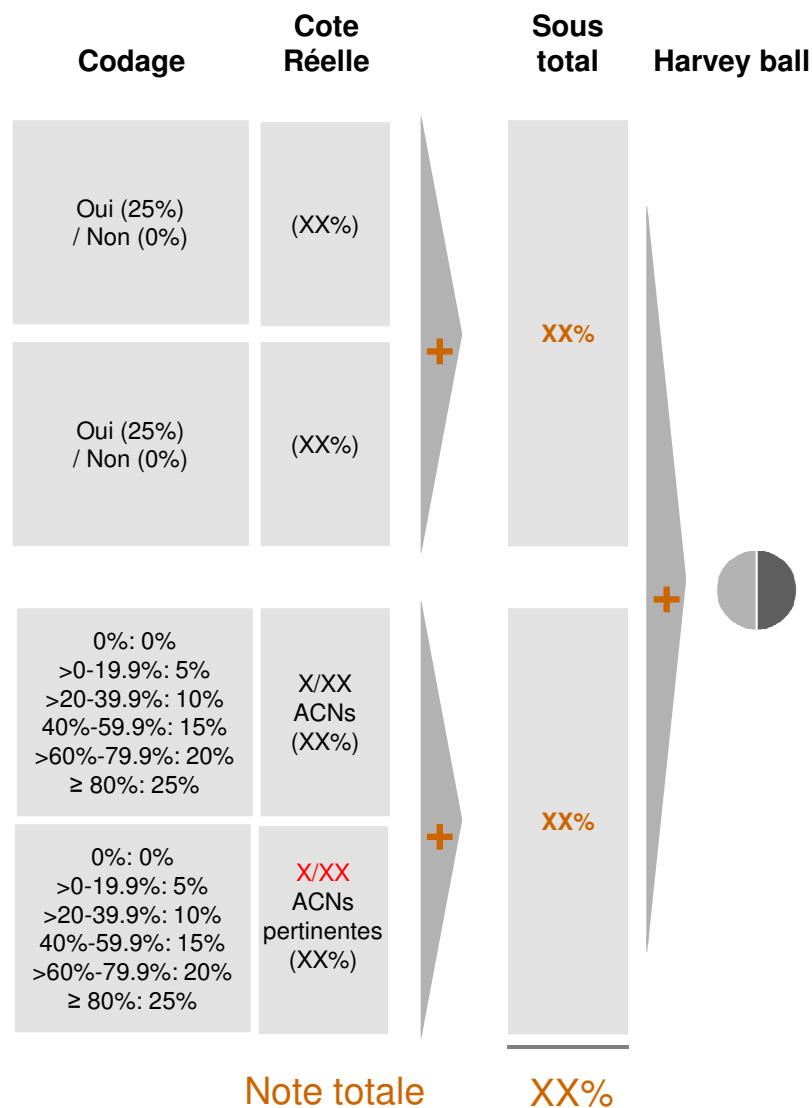 Codage
Cote
Réelle
Sous
total
Harvey ball
Oui (25%)
/ Non (0%)
(XX%)
+
XX%
Oui (25%)
/ Non (0%)
(XX%)
+
0%: 0%
>0-19.9%: 5%
>20-39.9%: 10%
40%-59.9%: 15%
>60%-79.9%: 20%
≥ 80%: 25%
X/XX
ACNs
(XX%)
+
XX%
0%: 0%
>0-19.9%: 5%
>20-39.9%: 10%
40%-59.9%: 15%
>60%-79.9%: 20%
≥ 80%: 25%
X/XX
ACNs
pertinentes
(XX%)
Note totale
XX%